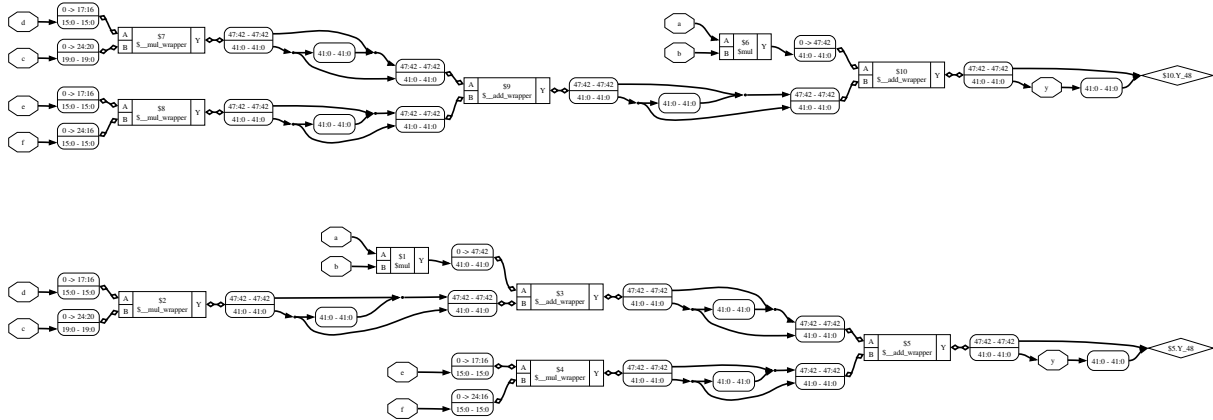 d
0 -> 17:16
15:0 - 15:0
c
0 -> 24:20
19:0 - 19:0
A
B
$7
$__mul_wrapper
Y
47:42 - 47:42
41:0 - 41:0
41:0 - 41:0
47:42 - 47:42
41:0 - 41:0
e
0 -> 17:16
15:0 - 15:0
f
0 -> 24:16
15:0 - 15:0
A
B
$8
$__mul_wrapper
Y
47:42 - 47:42
41:0 - 41:0
41:0 - 41:0
47:42 - 47:42
41:0 - 41:0
A
B
$9
$__add_wrapper
Y
47:42 - 47:42
41:0 - 41:0
41:0 - 41:0
47:42 - 47:42
41:0 - 41:0
a
b
A
B
$6
$mul
Y
0 -> 47:42
41:0 - 41:0
A
B
$10
$__add_wrapper
Y
47:42 - 47:42
41:0 - 41:0
y
41:0 - 41:0
$10.Y_48
a
b
A
B
$1
$mul
Y
0 -> 47:42
41:0 - 41:0
d
0 -> 17:16
15:0 - 15:0
c
0 -> 24:20
19:0 - 19:0
A
B
$2
$__mul_wrapper
Y
47:42 - 47:42
41:0 - 41:0
41:0 - 41:0
47:42 - 47:42
41:0 - 41:0
A
B
$3
$__add_wrapper
Y
47:42 - 47:42
41:0 - 41:0
41:0 - 41:0
47:42 - 47:42
41:0 - 41:0
e
0 -> 17:16
15:0 - 15:0
f
0 -> 24:16
15:0 - 15:0
A
B
$4
$__mul_wrapper
Y
47:42 - 47:42
41:0 - 41:0
41:0 - 41:0
47:42 - 47:42
41:0 - 41:0
A
B
$5
$__add_wrapper
Y
47:42 - 47:42
41:0 - 41:0
y
41:0 - 41:0
$5.Y_48